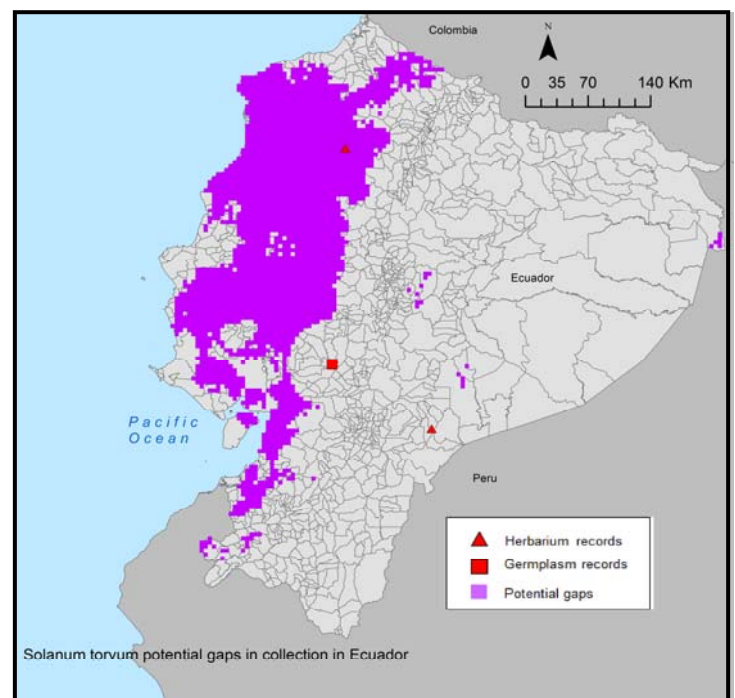 Colombia
N
0 35 70 140 Km
Ecuador
Pacific
Ocean
Peru
Herbarium records
Germplasm records
Potential gaps
Solanum torvum potential gaps in collection in Ecuador